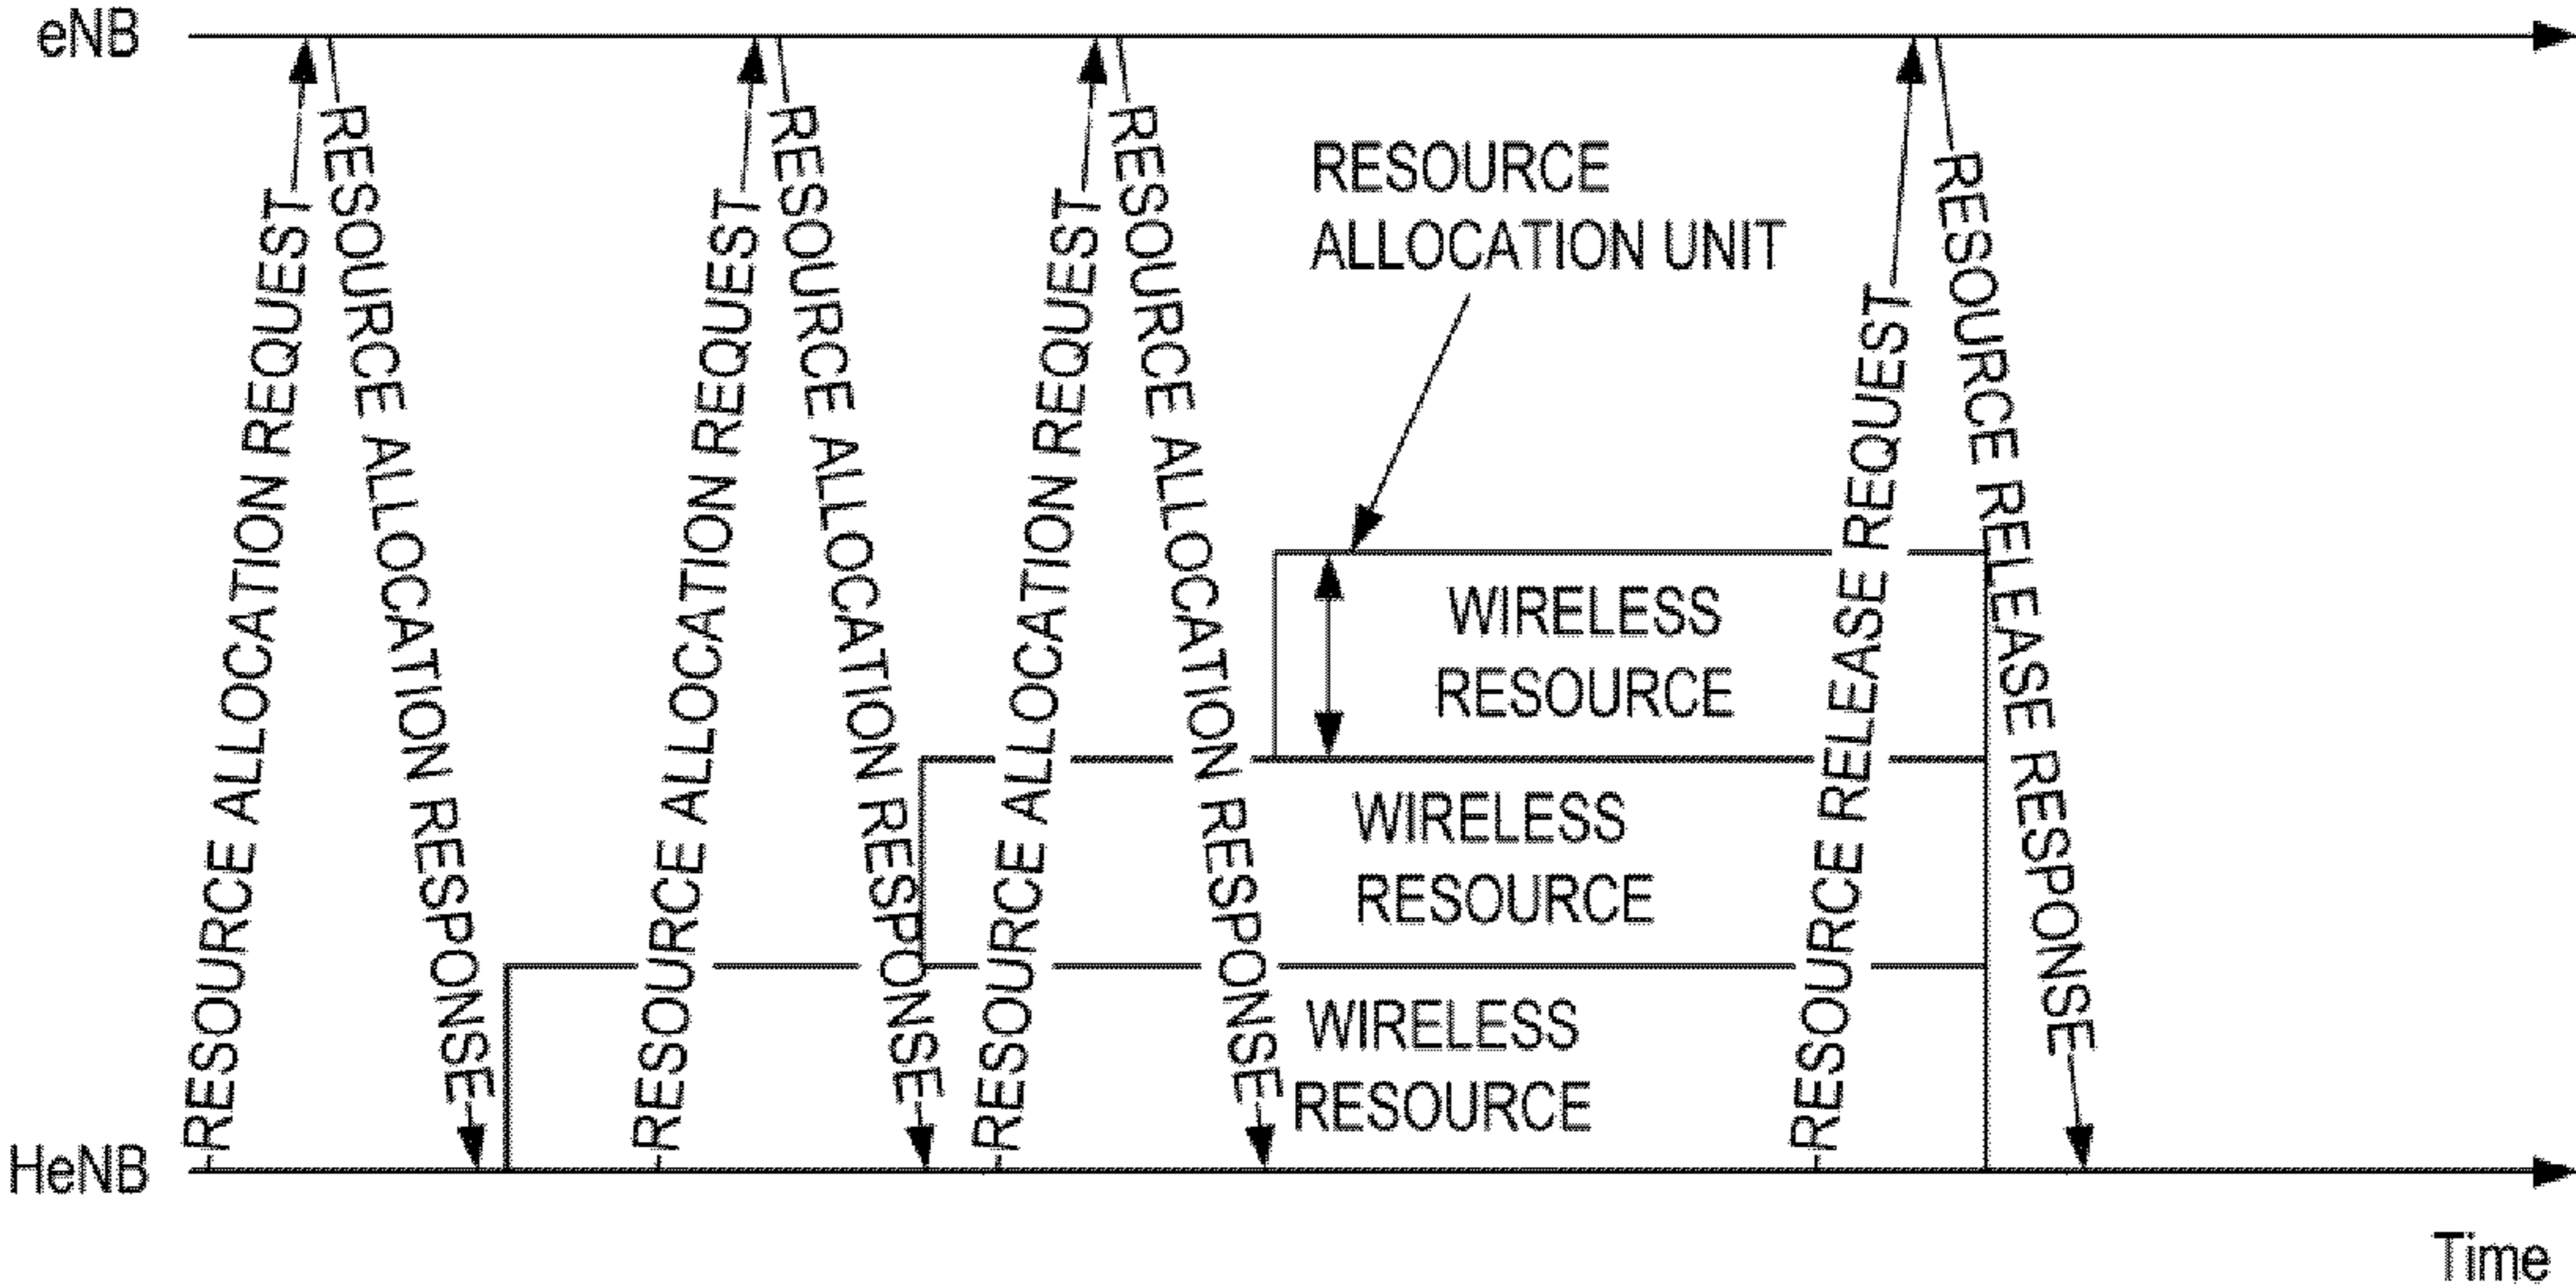 eNB
RESOURCE ALLOCATION REQUEST
RESOURCE ALLOCATION RESPONSE
RESOURCE ALLOCATION REQUEST
RESOURCE ALLOCATION RESPONSE
RESOURCE ALLOCATION REQUEST
RESOURCE ALLOCATION RESPONSE
RESOURCE
ALLOCATION UNIT
WIRELESS
RESOURCE
WIRELESS
RESOURCE
WIRELESS
RESOURCE
RESOURCE RELEASE REQUEST
RESOURCE RELEASE RESPONSE
HeNB
Time